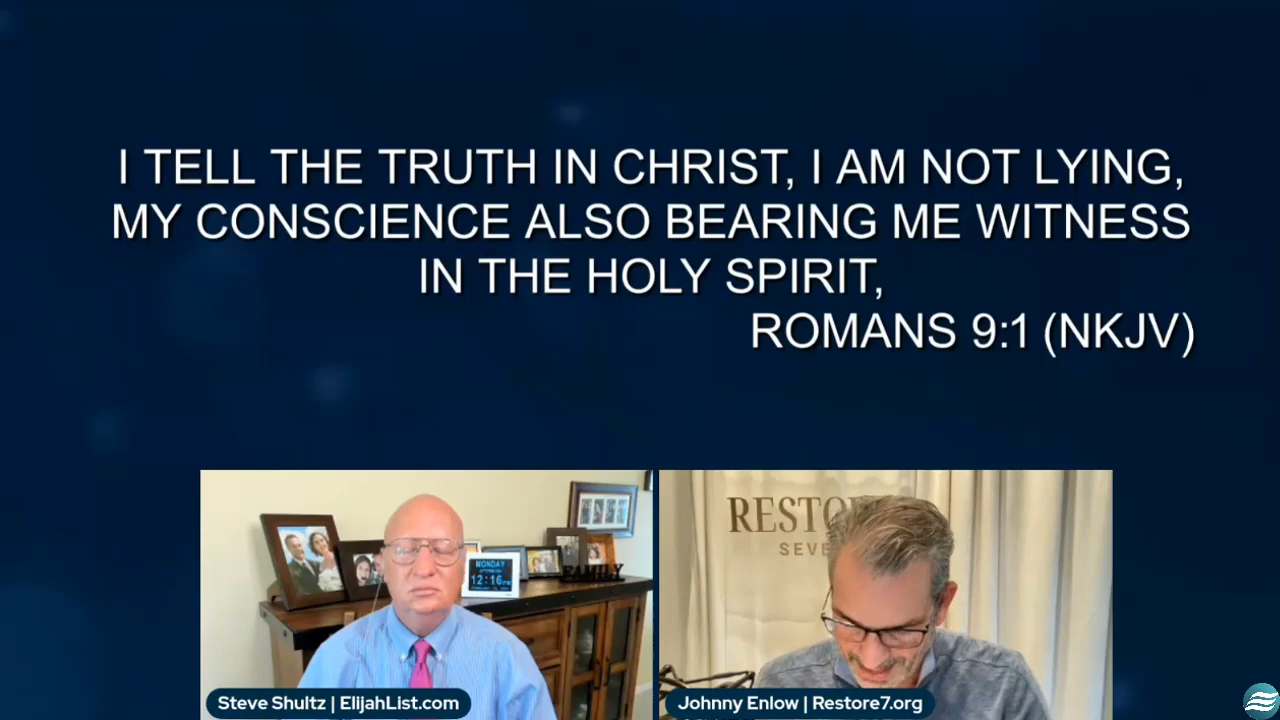 I TELL THE TRUTH IN CHRIST, I AM NOT LYING,
MY CONSCIENCE ALSO BEARING ME WITNESS
IN THE HOLY SPIRIT,
ROMANS 9:1 (NKJV)
MONDAY
12:16
FAMILY
Steve Shultz | ElijahList.com
Johnny Enlow | Restore7.org